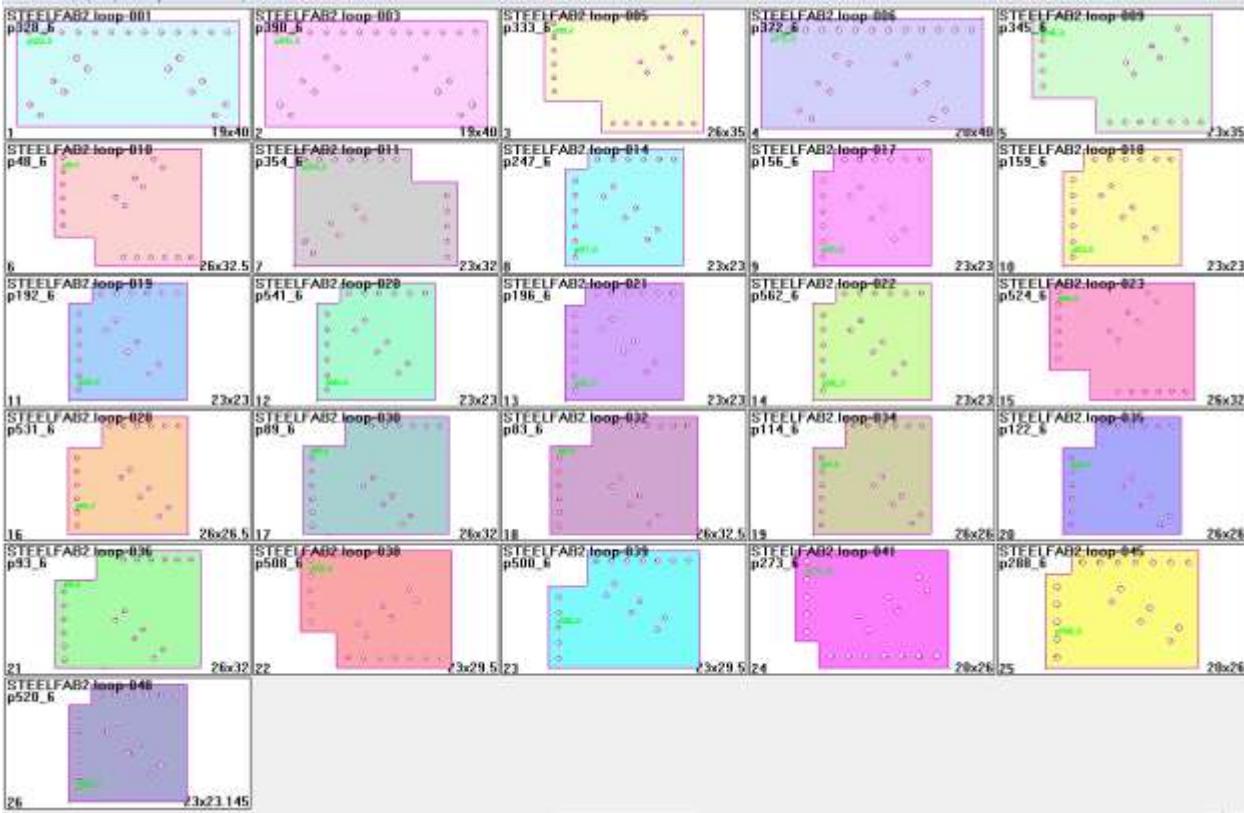 STEELFAB2.loop-001
p328_6
1
19x40
STEELFAB2.loop-003
p390_6
2
19x40
STEELFAB2.loop-005
p333_6
3
26x35
STEELFAB2.loop-006
p372_6
4
20x40
STEELFAB2.loop-009
p345_6
5
23x35
STEELFAB2.loop-010
p48_6
6
26x32.5
STEELFAB2.loop-011
p354_6
7
23x32
STEELFAB2.loop-014
p247_6
8
23x23
STEELFAB2.loop-017
p156_6
9
23x23
STEELFAB2.loop-018
p159_6
10
23x23
STEELFAB2.loop-019
p192_6
11
23x23
STEELFAB2.loop-020
p541_6
12
23x23
STEELFAB2.loop-021
p196_6
13
23x23
STEELFAB2.loop-022
p562_6
14
23x23
STEELFAB2.loop-023
p524_6
15
26x32
STEELFAB2.loop-028
p531_6
16
26x26.5
STEELFAB2.loop-030
p89_6
17
26x32
STEELFAB2.loop-032
p83_6
18
26x32.5
STEELFAB2.loop-034
p114_6
19
26x26
STEELFAB2.loop-035
p122_6
20
26x26
STEELFAB2.loop-036
p93_6
21
26x32
STEELFAB2.loop-038
p508_6
22
23x29.5
STEELFAB2.loop-039
p500_6
23
23x29.5
STEELFAB2.loop-041
p273_6
24
20x26
STEELFAB2.loop-045
p288_6
25
20x26
STEELFAB2.loop-048
p520_6
26
23x23.145